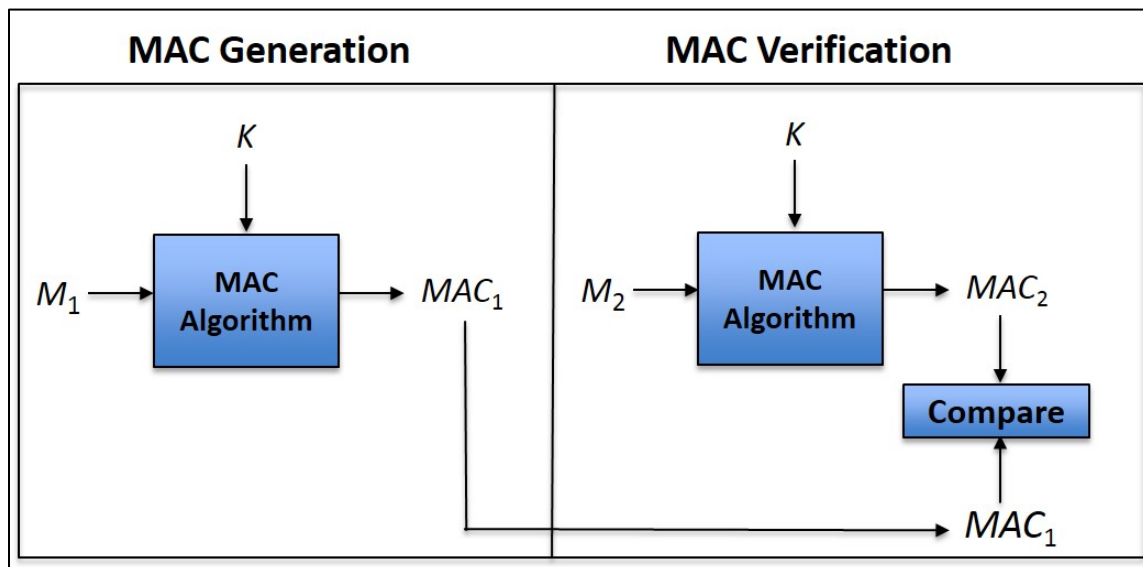 MAC Generation
K
M₁
MAC
Algorithm
MAC₁
MAC Verification
K
M₂
MAC
Algorithm
MAC₂
Compare
MAC₁